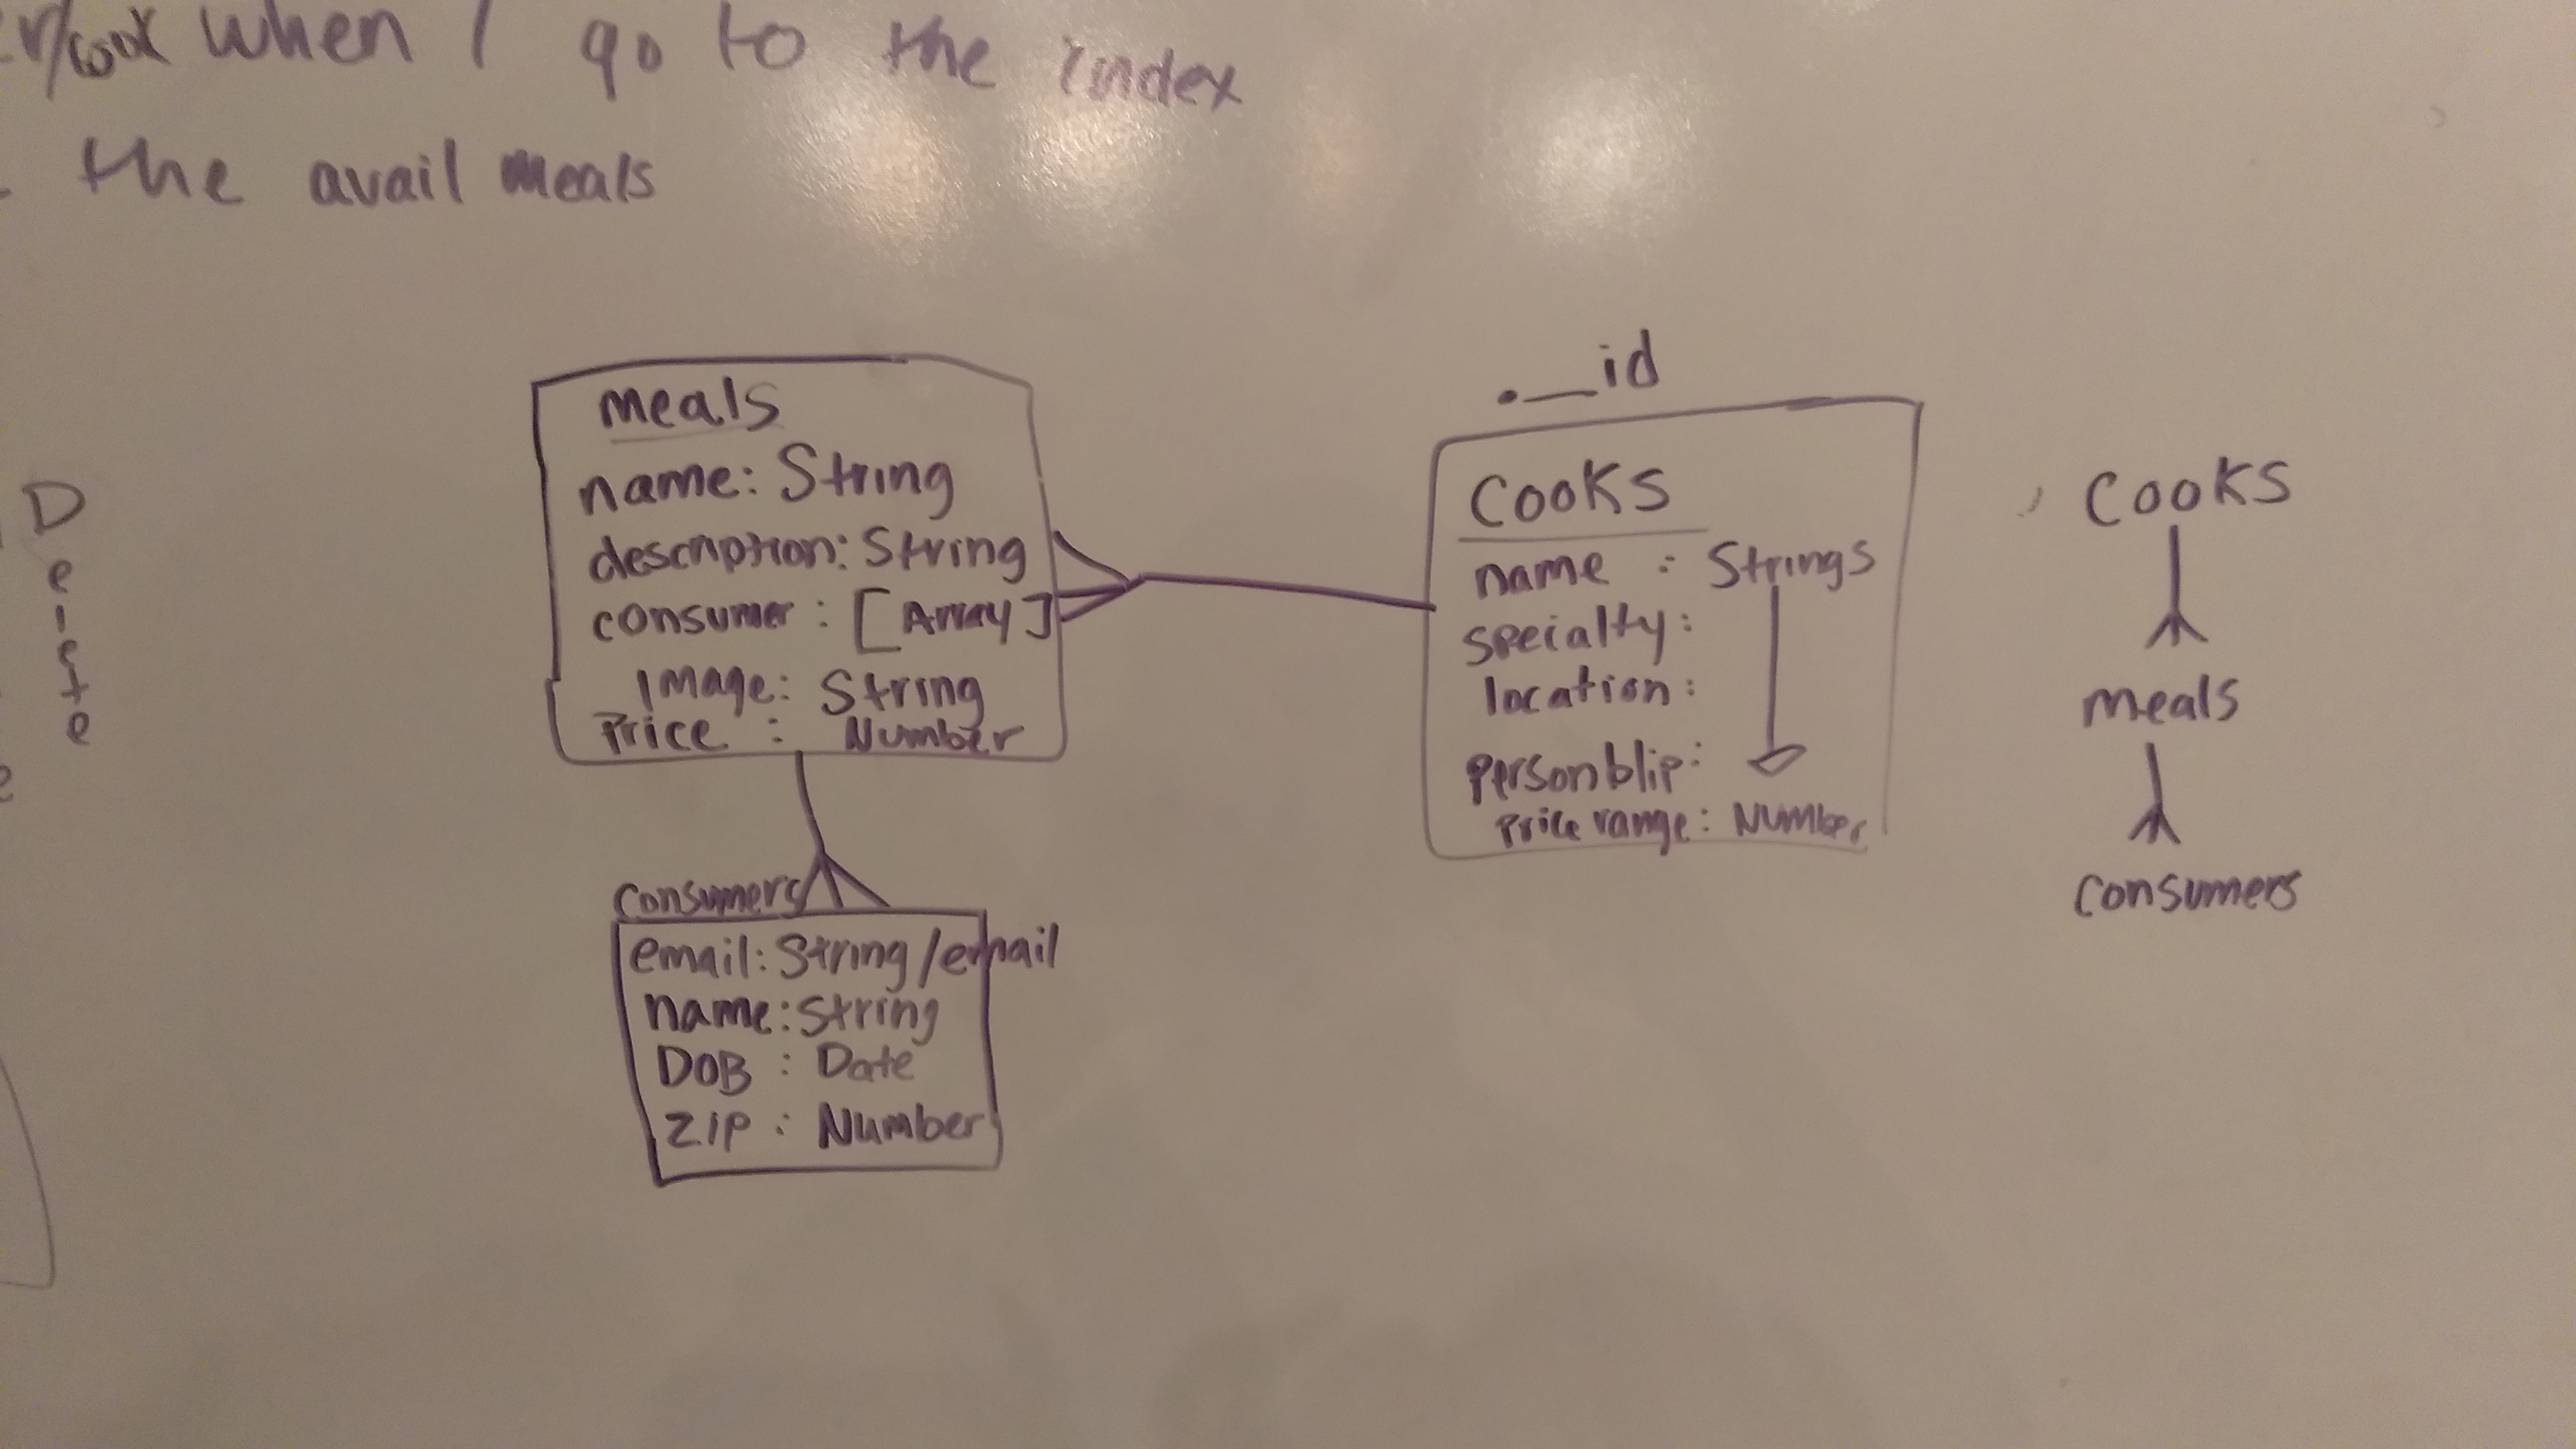 when I go to the index
the avail meals
Delete
meals
name: String
description: String
consumer : [Array]
Image: String
Price : Number
consumers
email: String/email
name: String
DOB : Date
ZIP : Number
._id
COOKS
name : Strings
specialty:
location:
personblip:
Price range: Number
COOKS
meals
consumers